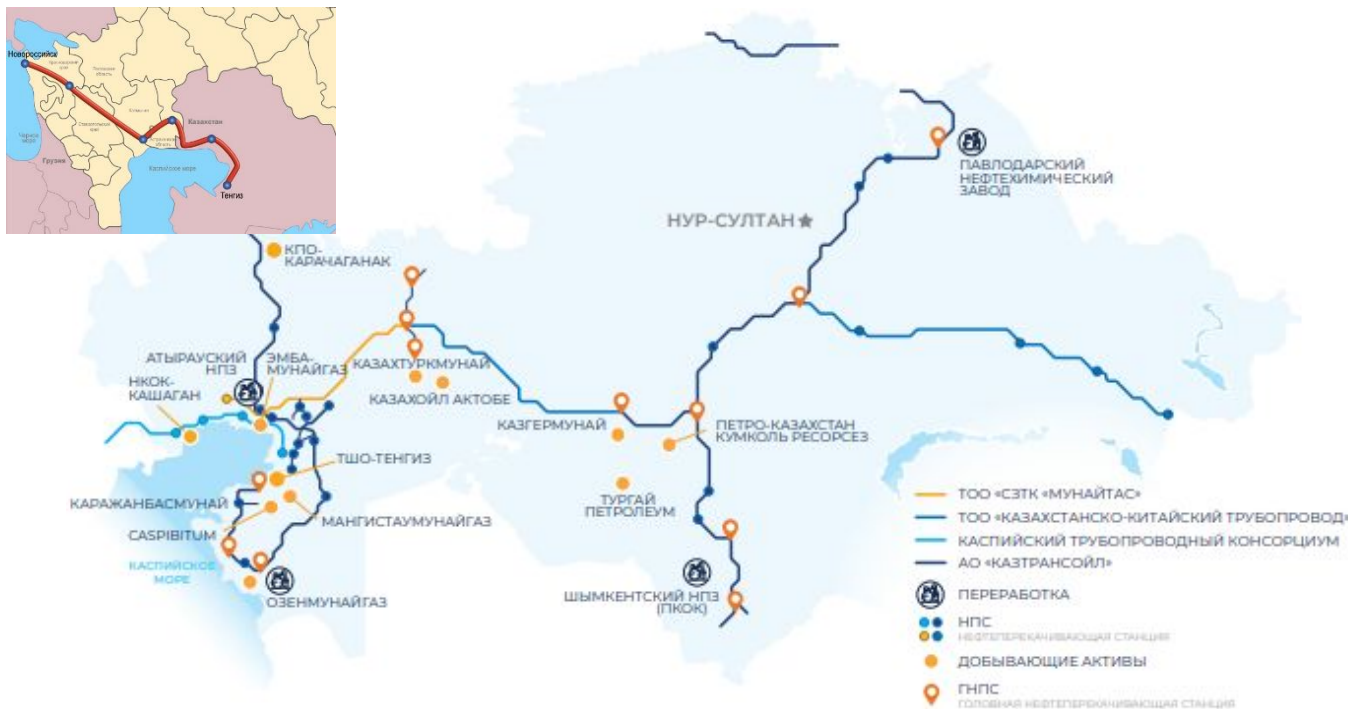 Новороссийск
Казахстан
Грузия
Каспийское море
Тенгиз
ПАВЛОДАРСКИЙ
НЕФТЕХИМИЧЕСКИЙ
ЗАВОД
НУР-СУЛТАН
КПО-
КАРАЧАГАНАК
АТЫРАУСКИЙ
НПЗ
ЭМБА-
МУНАЙГАЗ
НКОК-
КАШАГАН
КАЗАХТУРКМУНАЙ
КАЗАХОЙЛ АКТОБЕ
КАЗГЕРМУНАЙ
ПЕТРО-КАЗАХСТАН
КУМКОЛЬ РЕСОРСЕЗ
ТШО-ТЕНГИЗ
КАРАЖАНБАСМУНАЙ
ТУРГАЙ
ПЕТРОЛЕУМ
МАНГИСТАУМУНАЙГАЗ
CASPIBITUM
КАСПИЙСКОЕ
МОРЕ
ОЗЕНМУНАЙГАЗ
ШЫМКЕНТСКИЙ НПЗ
(ПКОК)
ТОО «СЗТК «МУНАЙТАС»
ТОО «КАЗАХСТАНСКО-КИТАЙСКИЙ ТРУБОПРОВОД»
КАСПИЙСКИЙ ТРУБОПРОВОДНЫЙ КОНСОРЦИУМ
АО «КАЗТРАНСОЙЛ»
ПЕРЕРАБОТКА
НПС
НЕФТЕПЕРЕКАЧИВАЮЩАЯ СТАНЦИЯ
ДОБЫВАЮЩИЕ АКТИВЫ
ГНПС
ГОЛОВНАЯ НЕФТЕПЕРЕКАЧИВАЮЩАЯ СТАНЦИЯ